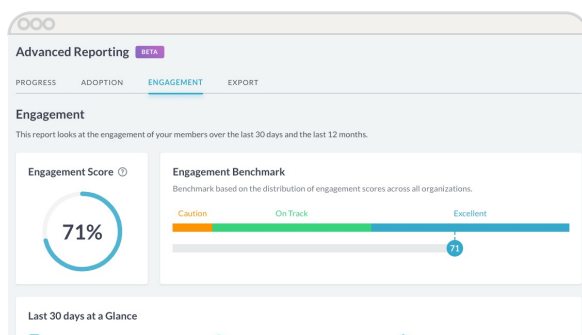 Advanced Reporting BETA
PROGRESS ADOPTION ENGAGEMENT EXPORT
Engagement
This report looks at the engagement of your members over the last 30 days and the last 12 months.
Engagement Score ?
71%
Engagement Benchmark
Benchmark based on the distribution of engagement scores across all organizations.
Caution On Track Excellent
71
Last 30 days at a Glance